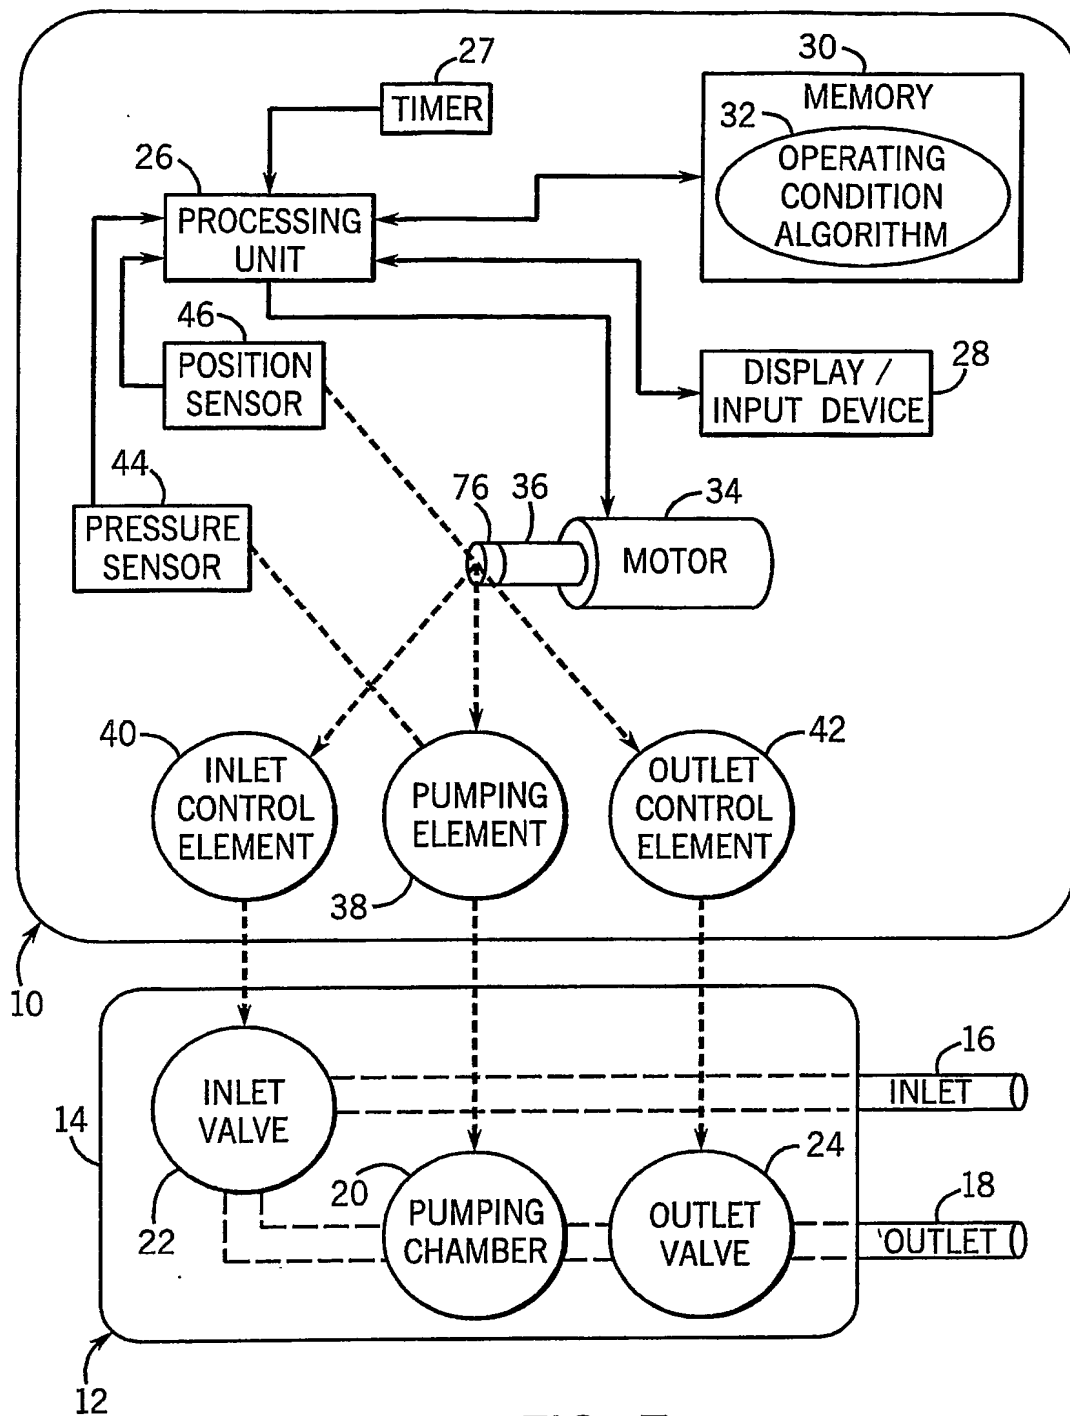 27
TIMER
30
MEMORY
32
OPERATING
CONDITION
ALGORITHM
26
PROCESSING
UNIT
46
POSITION
SENSOR
28
DISPLAY /
INPUT DEVICE
44
PRESSURE
SENSOR
76
36
34
MOTOR
40
INLET
CONTROL
ELEMENT
PUMPING
ELEMENT
38
42
OUTLET
CONTROL
ELEMENT
10
INLET
VALVE
22
16
INLET
14
20
PUMPING
CHAMBER
24
OUTLET
VALVE
18
OUTLET
12